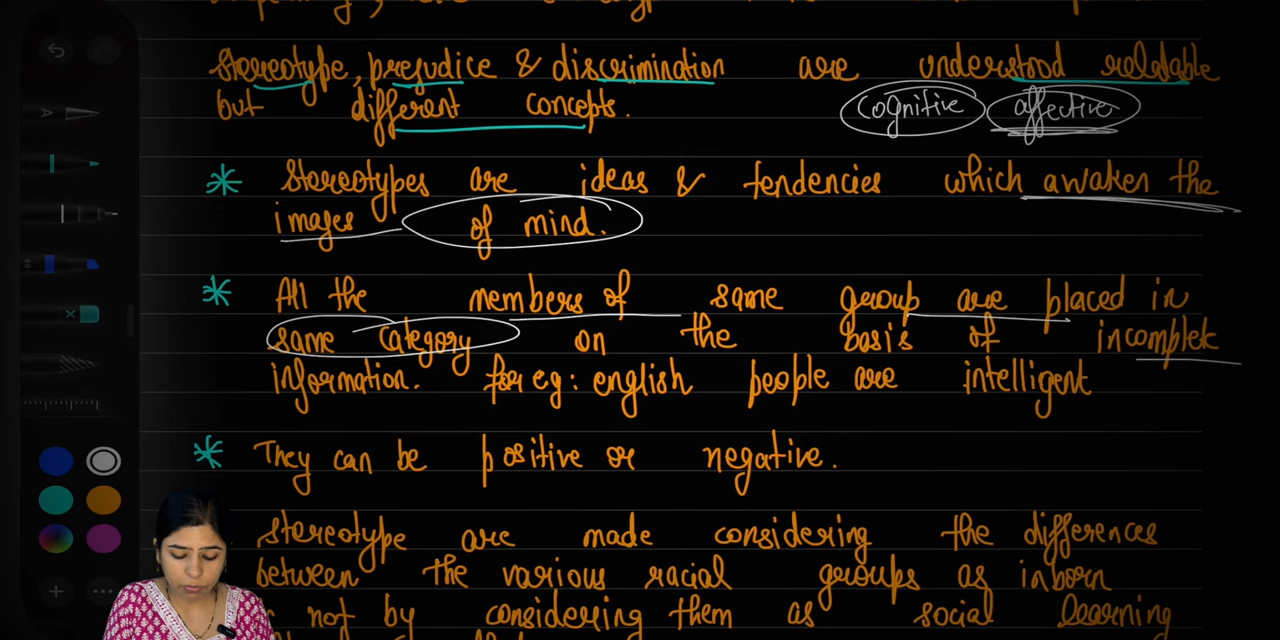 stereotype, prejudice & discrimination are understood relatable
but different concepts. cognitive affective
* Stereotypes are ideas & tendencies which awaken the
images of mind.
* All the members of same group are placed in
same category on the basis of incomplete
information. for eg: english people are intelligent
* They can be positive or negative.
stereotype are made considering the differences
between the various racial groups as inborn
not by considering them as social learning